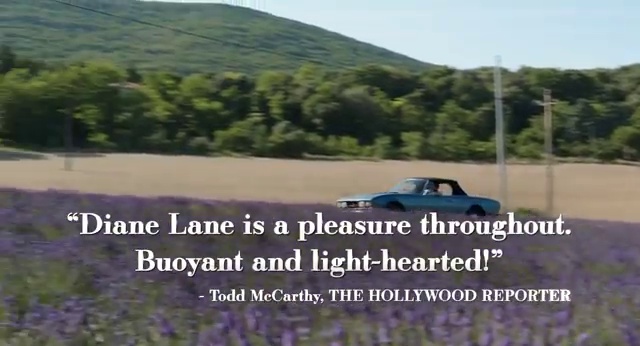 “Diane Lane is a pleasure throughout.
Buoyant and light-hearted!”
- Todd McCarthy, THE HOLLYWOOD REPORTER